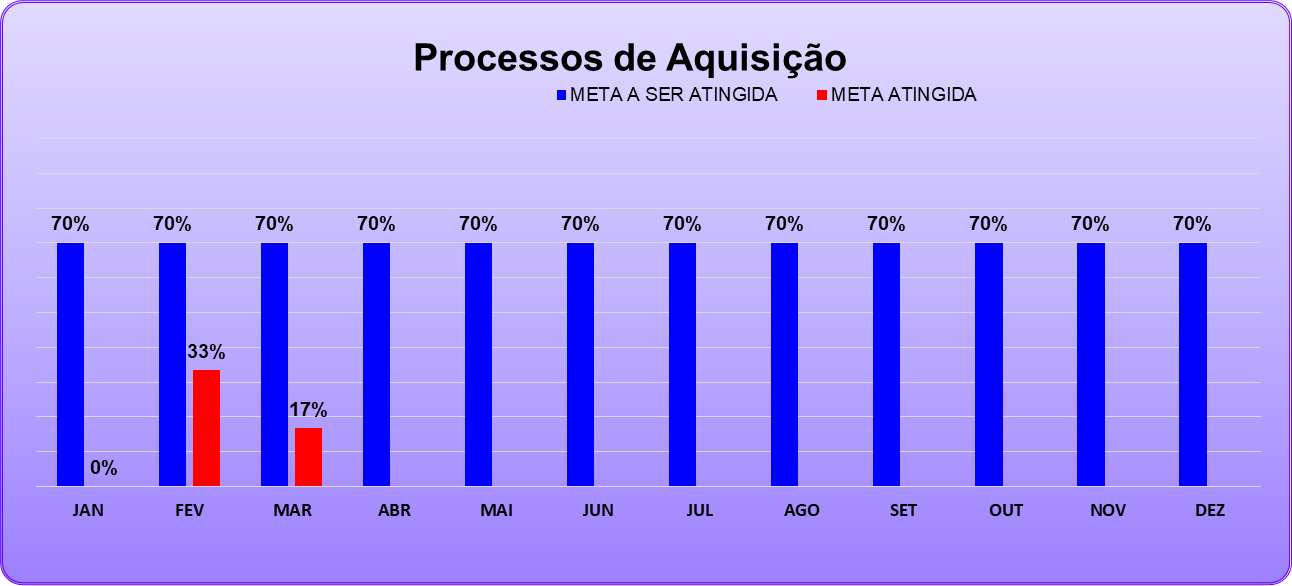 Processos de Aquisição
META A SER ATINGIDA META ATINGIDA
70% 70% 70% 70% 70% 70% 70% 70% 70% 70% 70% 70%
33%
17%
0%
JAN FEV MAR ABR MAI JUN JUL AGO SET OUT NOV DEZ